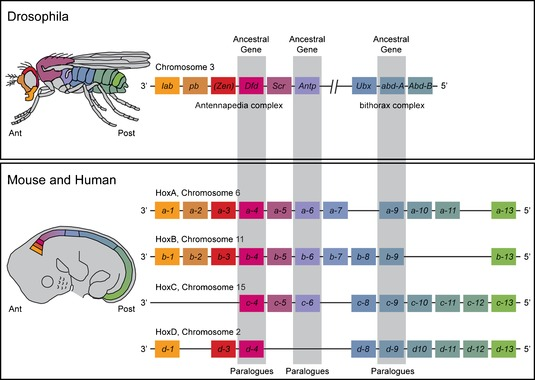 Drosophila
Ancestral Gene
Ancestral Gene
Ancestral Gene
Chromosome 3
3' lab pb (Zen) Dfd Scr Antp Ubx abd-A Abd-B 5'
Antennapedia complex bithorax complex
Ant Post
Mouse and Human
HoxA, Chromosome 6
3' a-1 a-2 a-3 a-4 a-5 a-6 a-7 a-9 a-10 a-11 a-13 5'
HoxB, Chromosome 11
3' b-1 b-2 b-3 b-4 b-5 b-6 b-7 b-8 b-9 b-13 5'
HoxC, Chromosome 15
3' c-4 c-5 c-6 c-8 c-9 c-10 c-11 c-12 c-13 5'
Ant Post
HoxD, Chromosome 2
3' d-1 d-3 d-4 d-8 d-9 d10 d-11 d-12 d-13 5'
Paralogues Paralogues Paralogues